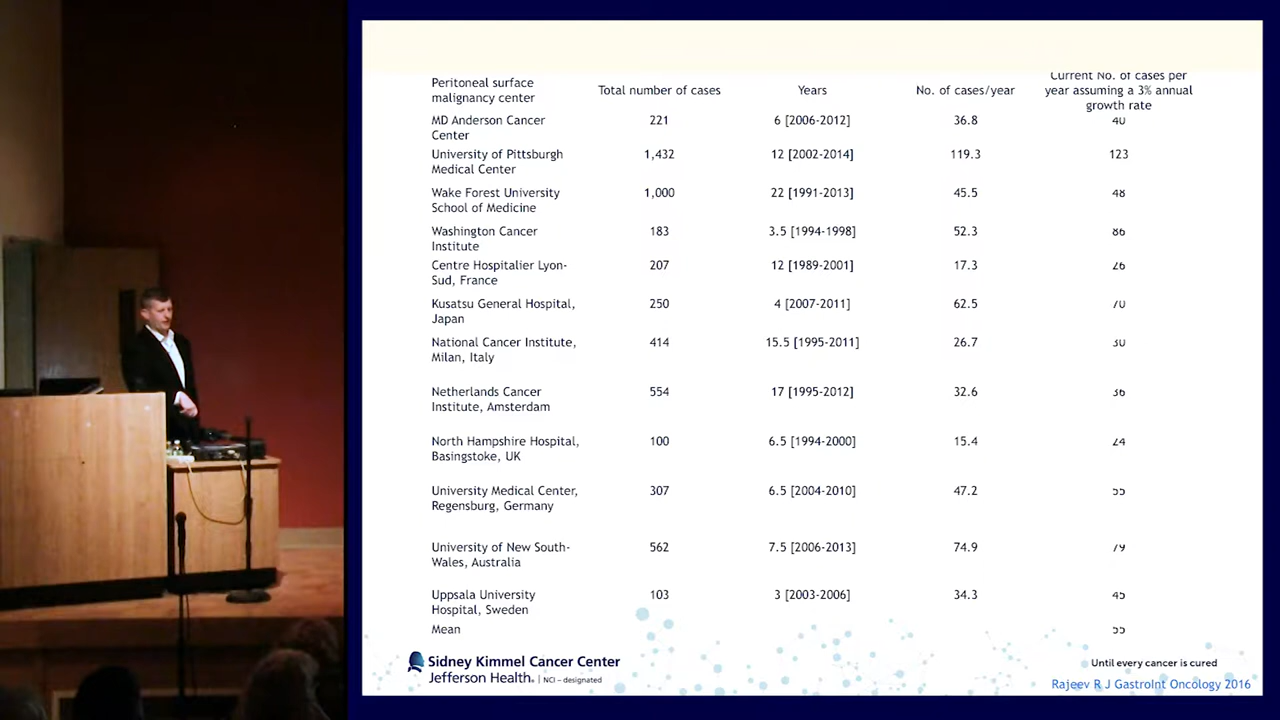 Peritoneal surface
malignancy center
Total number of cases
Years
No. of cases/year
Current No. of cases per
year assuming a 3% annual
growth rate
MD Anderson Cancer
Center
221
6 [2006-2012]
36.8
40
University of Pittsburgh
Medical Center
1,432
12 [2002-2014]
119.3
123
Wake Forest University
School of Medicine
1,000
22 [1991-2013]
45.5
48
Washington Cancer
Institute
183
3.5 [1994-1998]
52.3
86
Centre Hospitalier Lyon-
Sud, France
207
12 [1989-2001]
17.3
26
Kusatsu General Hospital,
Japan
250
4 [2007-2011]
62.5
70
National Cancer Institute,
Milan, Italy
414
15.5 [1995-2011]
26.7
30
Netherlands Cancer
Institute, Amsterdam
554
17 [1995-2012]
32.6
36
North Hampshire Hospital,
Basingstoke, UK
100
6.5 [1994-2000]
15.4
24
University Medical Center,
Regensburg, Germany
307
6.5 [2004-2010]
47.2
55
University of New South-
Wales, Australia
562
7.5 [2006-2013]
74.9
79
Uppsala University
Hospital, Sweden
103
3 [2003-2006]
34.3
45
Mean
55
Sidney Kimmel Cancer Center
Jefferson Health. | NCI – designated
Until every cancer is cured
Rajeev R J GastroInt Oncology 2016